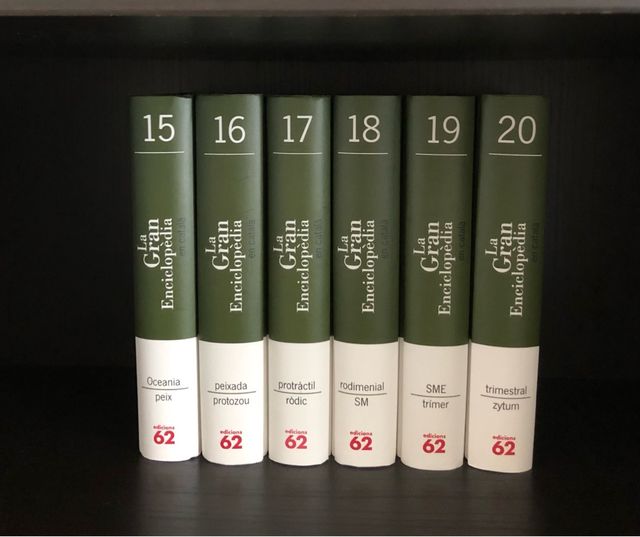 15
La
Gran
Enciclopèdia
en català
Oceania
peix
edicions
62
16
La
Gran
Enciclopèdia
en català
peixada
protozou
edicions
62
17
La
Gran
Enciclopèdia
en català
protràctil
ròdic
edicions
62
18
La
Gran
Enciclopèdia
en català
rodimenial
SM
edicions
62
19
La
Gran
Enciclopèdia
en català
SME
trímer
edicions
62
20
La
Gran
Enciclopèdia
en català
trimestral
zytum
edicions
62